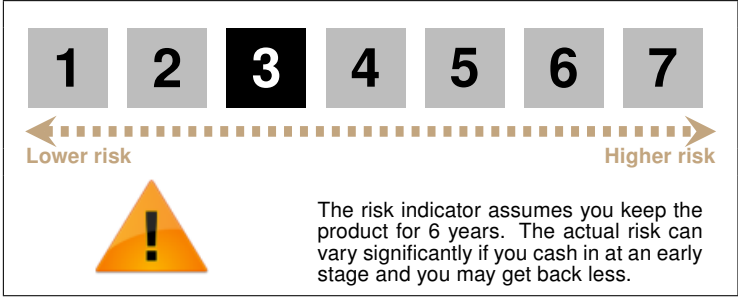 1 2 3 4 5 6 7
Lower risk Higher risk
The risk indicator assumes you keep the
product for 6 years. The actual risk can
vary significantly if you cash in at an early
stage and you may get back less.